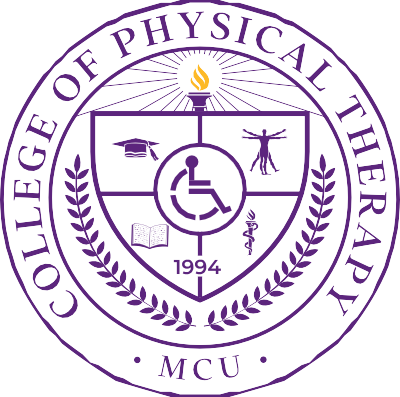 COLLEGE OF PHYSICAL THERAPY
1994
• MCU •